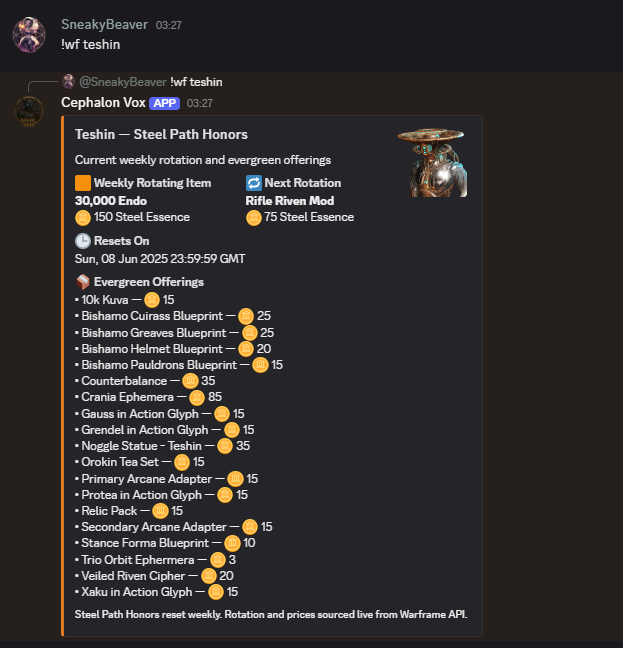 SneakyBeaver 03:27
!wf teshin
@SneakyBeaver !wf teshin
Cephalon Vox APP 03:27
Teshin — Steel Path Honors
Current weekly rotation and evergreen offerings
Weekly Rotating Item
30,000 Endo
150 Steel Essence
Next Rotation
Rifle Riven Mod
75 Steel Essence
Resets On
Sun, 08 Jun 2025 23:59:59 GMT
Evergreen Offerings
• 10k Kuva — 15
• Bishamo Cuirass Blueprint — 25
• Bishamo Greaves Blueprint — 25
• Bishamo Helmet Blueprint — 20
• Bishamo Pauldrons Blueprint — 15
• Counterbalance — 35
• Crania Ephemera — 85
• Gauss in Action Glyph — 15
• Grendel in Action Glyph — 15
• Noggle Statue - Teshin — 35
• Orokin Tea Set — 15
• Primary Arcane Adapter — 15
• Protea in Action Glyph — 15
• Relic Pack — 15
• Secondary Arcane Adapter — 15
• Stance Forma Blueprint — 10
• Trio Orbit Ephermera — 3
• Veiled Riven Cipher — 20
• Xaku in Action Glyph — 15
Steel Path Honors reset weekly. Rotation and prices sourced live from Warframe API.